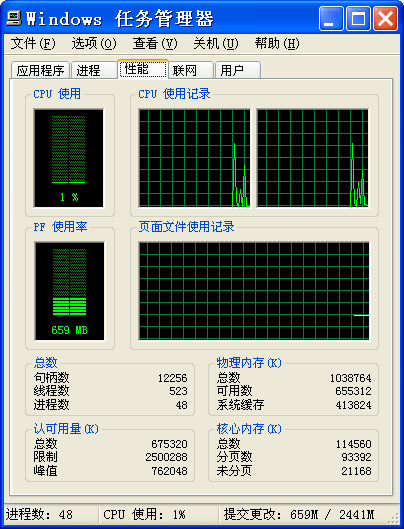 Windows 任务管理器
文件(F) 选项(O) 查看(V) 关机(U) 帮助(H)
应用程序 进程 性能 联网 用户
CPU 使用
1 %
CPU 使用记录
PF 使用率
659 MB
页面文件使用记录
总数
句柄数 12256
线程数 523
进程数 48
物理内存(K)
总数 1038764
可用数 655312
系统缓存 413824
认可用量(K)
总数 675320
限制 2500288
峰值 762048
核心内存(K)
总数 114560
分页数 93392
未分页 21168
进程数: 48 CPU 使用: 1% 提交更改: 659M / 2441M